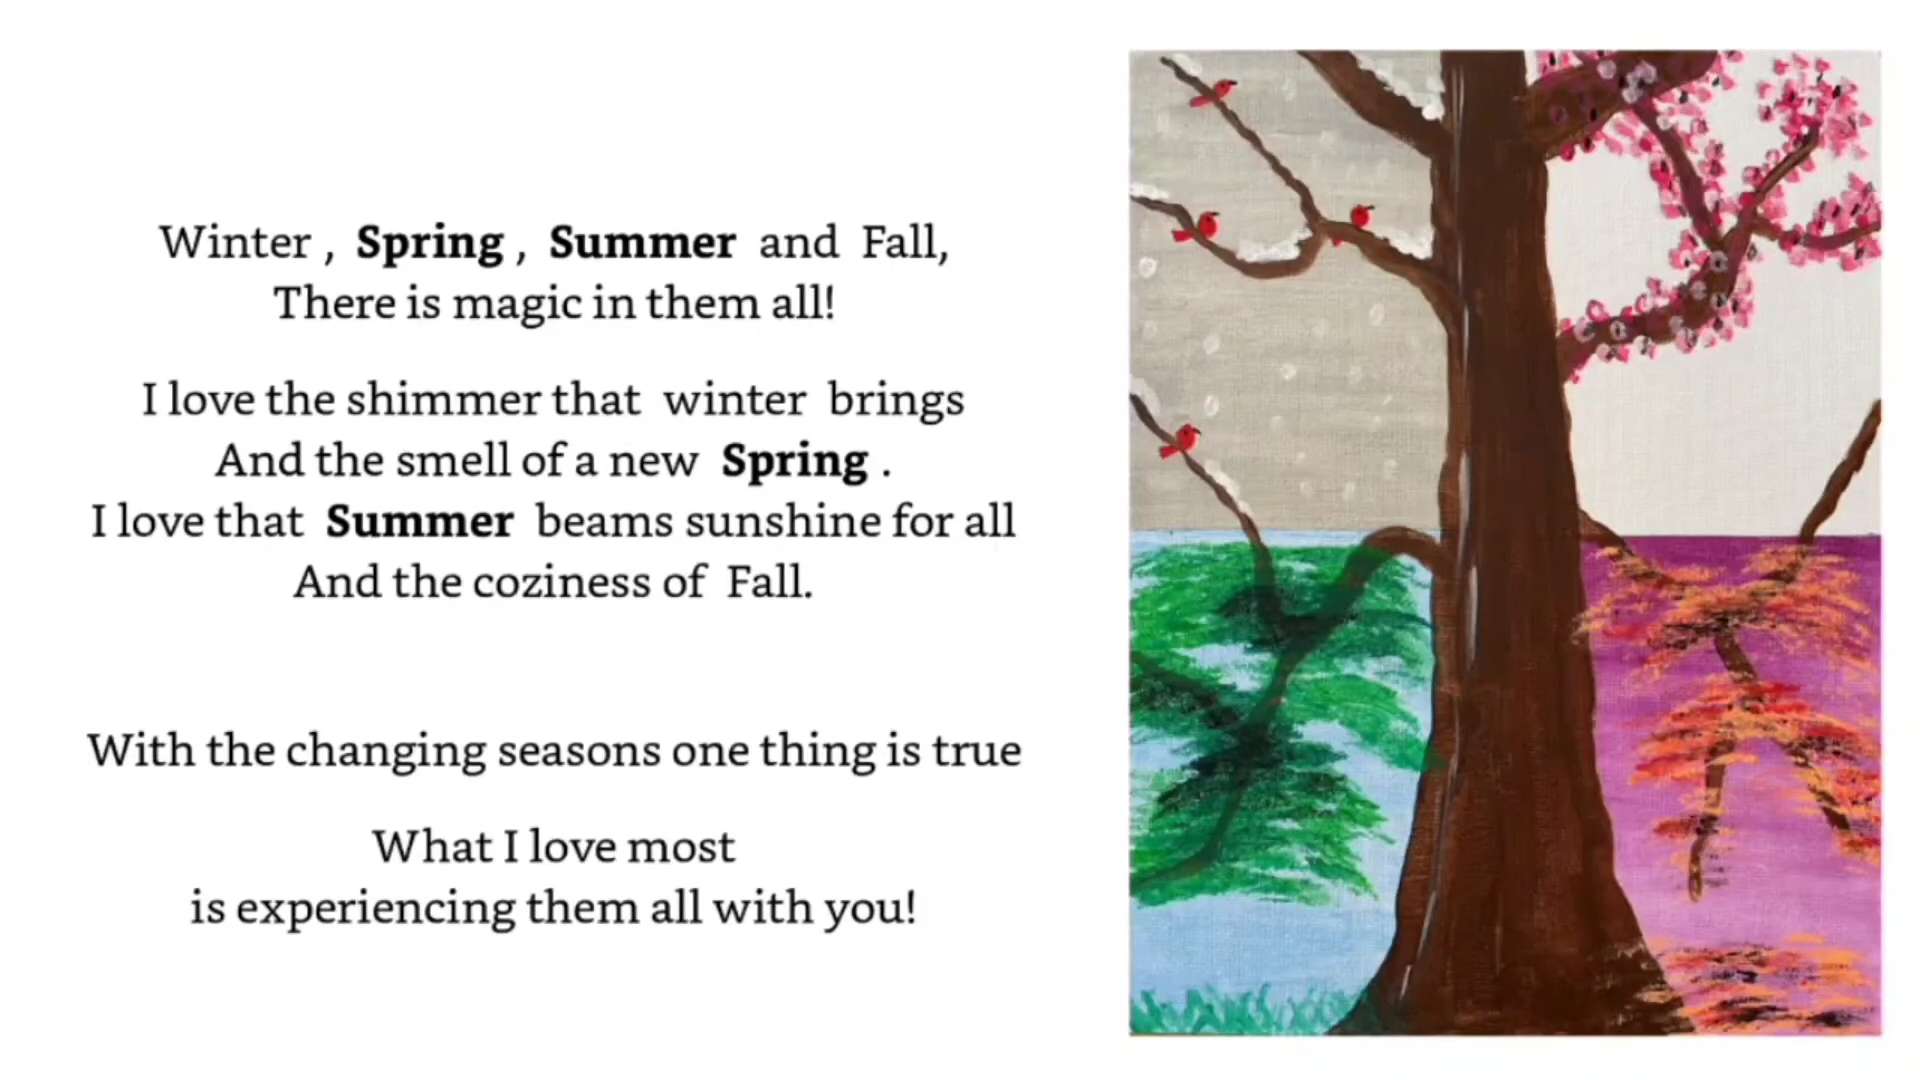 Winter , Spring , Summer and Fall,
There is magic in them all!
I love the shimmer that winter brings
And the smell of a new Spring .
I love that Summer beams sunshine for all
And the coziness of Fall.
With the changing seasons one thing is true
What I love most
is experiencing them all with you!